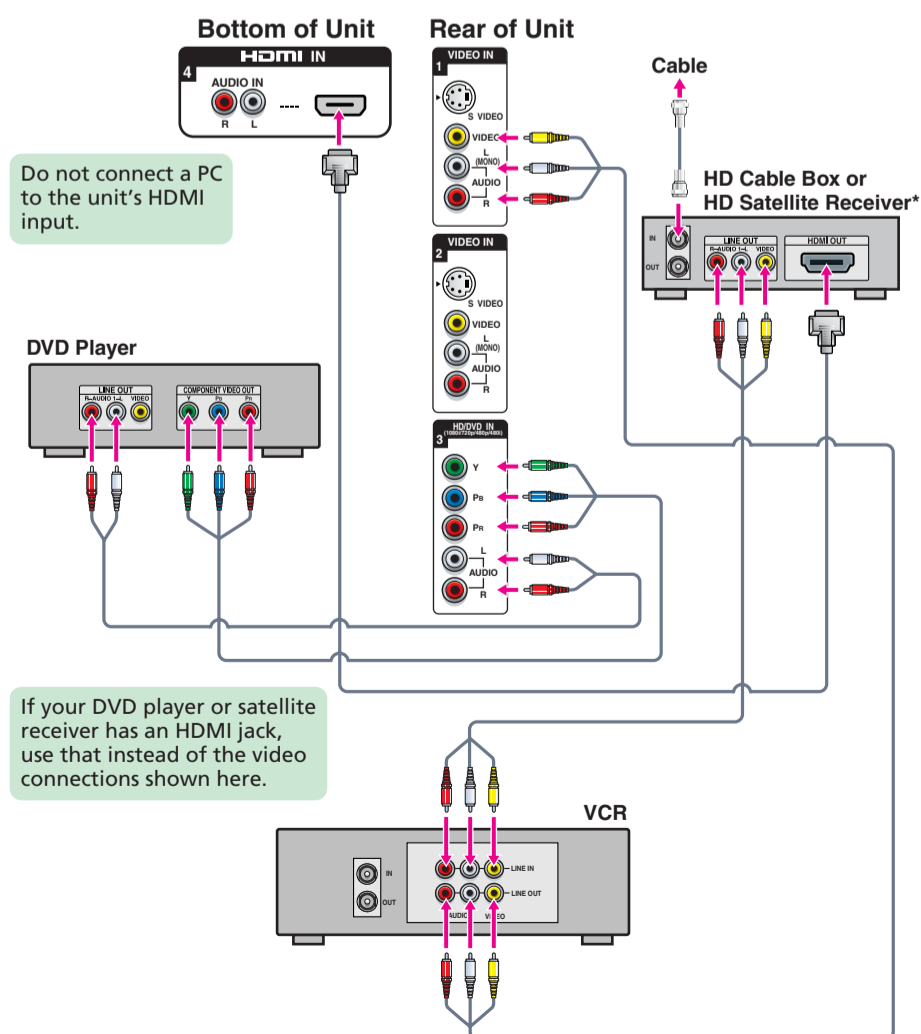 Bottom of Unit
HDMI IN
4
AUDIO IN
R L
Do not connect a PC
to the unit's HDMI
input.
Rear of Unit
VIDEO IN
1
S VIDEO
VIDEO
L
(MONO)
AUDIO
R
VIDEO IN
2
S VIDEO
VIDEO
L
(MONO)
AUDIO
R
HD/DVD IN
(1080i/720p/480p/480i)
3
Y
PB
PR
L
AUDIO
R
Cable
HD Cable Box or
HD Satellite Receiver*
IN
OUT
LINE OUT
R–AUDIO 1–L VIDEO
HDMI OUT
DVD Player
LINE OUT
R–AUDIO 1–L VIDEO
COMPONENT VIDEO OUT
Y PB PR
If your DVD player or satellite
receiver has an HDMI jack,
use that instead of the video
connections shown here.
VCR
IN
OUT
LINE IN
LINE OUT
AUDIO VIDEO